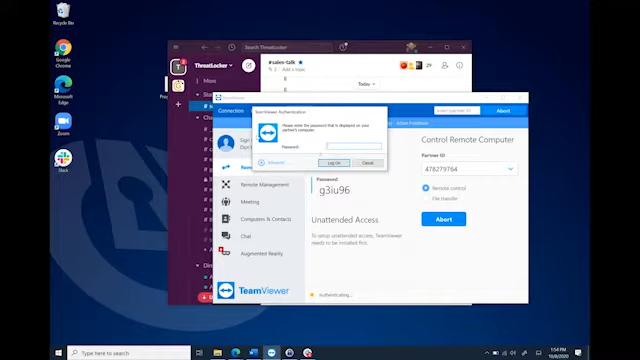 Recycle Bin
Google
Chrome
Microsoft
Edge
Zoom
Slack
Search ThreatLocker
ThreatLocker
T
#sales-talk
Add a topic
29
More
Today
TeamViewer
Connection
Abort
TeamViewer Authentication
Please enter the password that is displayed on your
partner's computer.
Password:
Advanced
Log On
Cancel
Sign
Remote Management
Meeting
Computers & Contacts
Chat
Augmented Reality
TeamViewer
Password:
g3iu96
Unattended Access
To setup unattended access, TeamViewer
needs to be installed first.
Authenticating...
Control Remote Computer
Partner ID
478279764
Remote control
File transfer
Abort
Type here to search
1:54 PM
10/8/2020